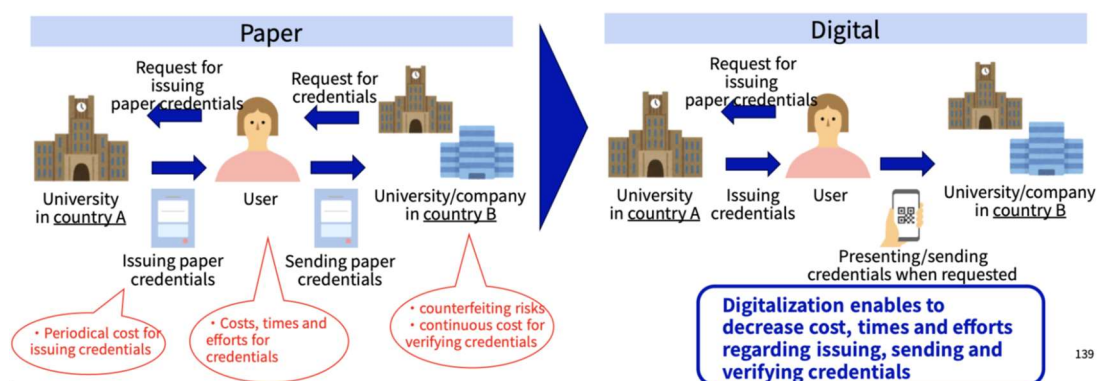 Paper
Request for
issuing
paper credentials
Request for
credentials
University
in country A
User
University/company
in country B
Issuing paper
credentials
Sending paper
credentials
・Periodical cost for
issuing credentials
・Costs, times and
efforts for
credentials
・counterfeiting risks
・continuous cost for
verifying credentials
Digital
Request for
issuing
paper credentials
University
in country A
Issuing
credentials
User
University/company
in country B
Presenting/sending
credentials when requested
Digitalization enables to
decrease cost, times and efforts
regarding issuing, sending and
verifying credentials
139